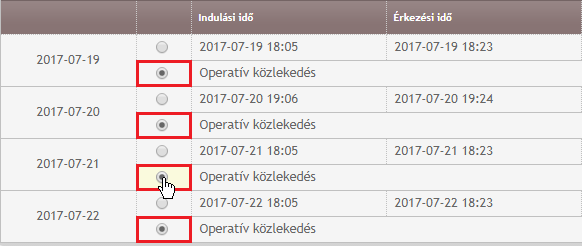 Indulási idő Érkezési idő
2017-07-19 2017-07-19 18:05 2017-07-19 18:23
Operatív közlekedés
2017-07-20 2017-07-20 19:06 2017-07-20 19:24
Operatív közlekedés
2017-07-21 2017-07-21 18:05 2017-07-21 18:23
Operatív közlekedés
2017-07-22 2017-07-22 18:05 2017-07-22 18:23
Operatív közlekedés